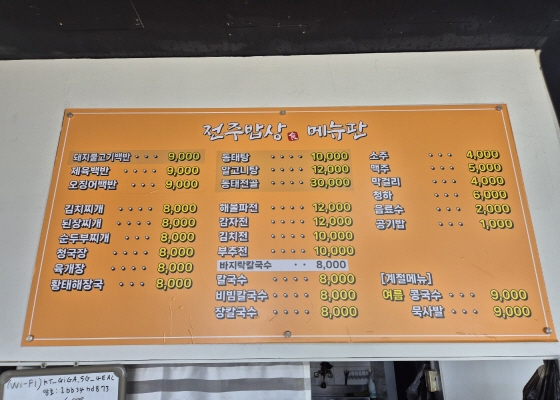 전주밥상 메뉴판
돼지불고기백반 ···· 9,000
제육백반 ···· 9,000
오징어백반 ···· 9,000
김치찌개 ····· 8,000
된장찌개 ····· 8,000
순두부찌개 ···· 8,000
청국장 ····· 8,000
육개장 ····· 8,000
황태해장국 ···· 8,000
동태탕 ···· 10,000
알고니탕 ···· 12,000
동태전골 ···· 30,000
해물파전 ···· 12,000
감자전 ···· 12,000
김치전 ···· 10,000
부추전 ···· 10,000
바지락칼국수 ·· 8,000
칼국수 ···· 8,000
비빔칼국수 ···· 8,000
장칼국수 ···· 8,000
소주 ··· 4,000
맥주 ··· 5,000
막걸리 ··· 4,000
청하 ··· 6,000
음료수 ··· 2,000
공기밥 ··· 1,000
[계절메뉴]
여름 콩국수 ··· 9,000
묵사발 ··· 9,000
(Wi-Fi) KT_GiGA_5G_